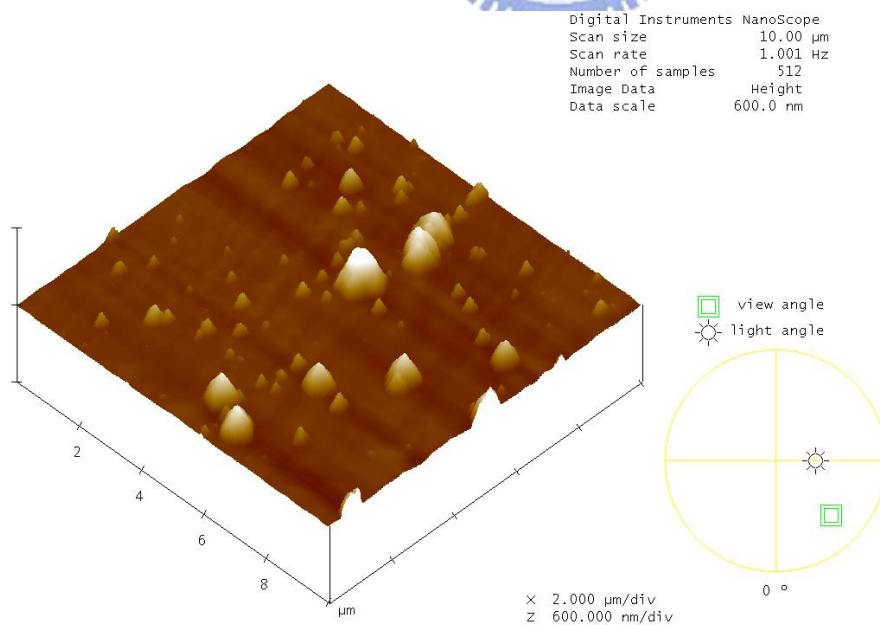 Digital Instruments NanoScope
Scan size 10.00 µm
Scan rate 1.001 Hz
Number of samples 512
Image Data Height
Data scale 600.0 nm
view angle
light angle
2
4
6
8
µm
X 2.000 µm/div
Z 600.000 nm/div
0 °